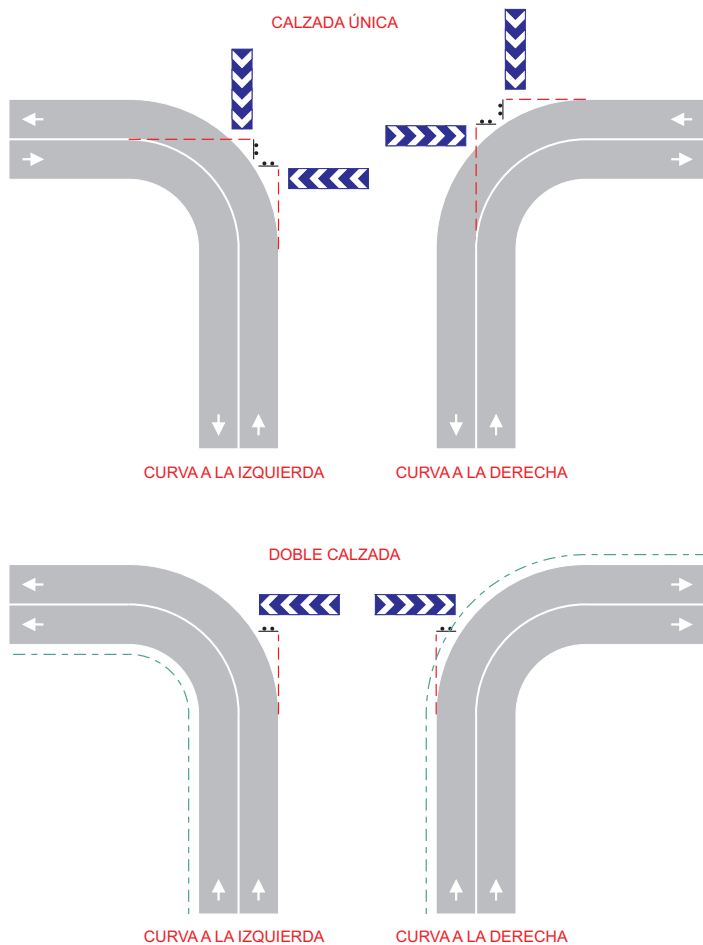 CALZADA ÚNICA
CURVA A LA IZQUIERDA
CURVA A LA DERECHA
DOBLE CALZADA
CURVA A LA IZQUIERDA
CURVA A LA DERECHA